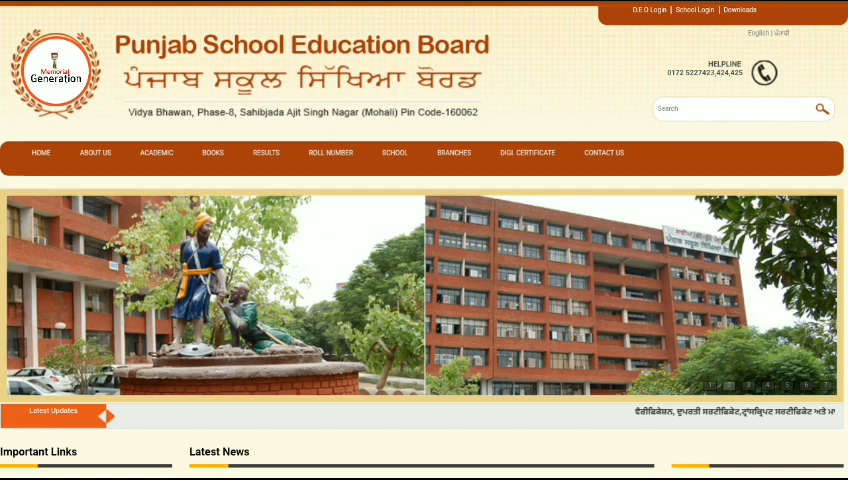 D.E.O Login | School Login | Downloads
English | ਪੰਜਾਬੀ
Punjab School Education Board
ਪੰਜਾਬ ਸਕੂਲ ਸਿੱਖਿਆ ਬੋਰਡ
Vidya Bhawan, Phase-8, Sahibjada Ajit Singh Nagar (Mohali) Pin Code-160062
Memorial
Generation
HELPLINE
0172 5227423,424,425
Search
HOME ABOUT US ACADEMIC BOOKS RESULTS ROLL NUMBER SCHOOL BRANCHES DIGI. CERTIFICATE CONTACT US
ਪੰਜਾਬ ਸਕੂਲ ਸਿੱਖਿਆ
1 2 3 4 5 6 7
Latest Updates
ਵੈਰੀਫਿਕੇਸ਼ਨ, ਦੁਪਰਤੀ ਸਰਟੀਫਿਕੇਟ,ਟ੍ਰਾਂਸਕ੍ਰਿਪਟ ਸਰਟੀਫਿਕੇਟ ਅਤੇ ਮਾ
Important Links
Latest News